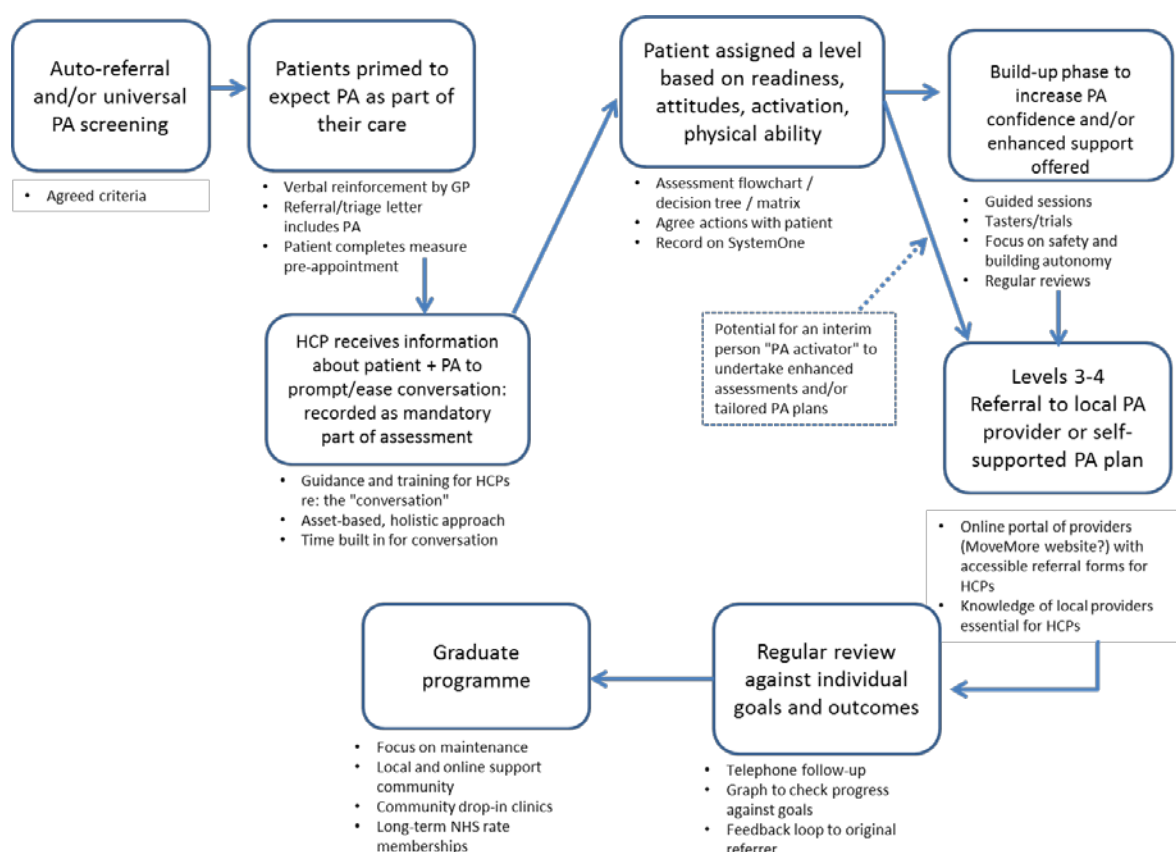 Auto-referral
and/or universal
PA screening
• Agreed criteria
Patients primed to
expect PA as part of
their care
• Verbal reinforcement by GP
• Referral/triage letter
includes PA
• Patient completes measure
pre-appointment
HCP receives information
about patient + PA to
prompt/ease conversation:
recorded as mandatory
part of assessment
• Guidance and training for HCPs
re: the "conversation"
• Asset-based, holistic approach
• Time built in for conversation
Patient assigned a level
based on readiness,
attitudes, activation,
physical ability
• Assessment flowchart /
decision tree / matrix
• Agree actions with patient
• Record on SystemOne
Potential for an interim
person "PA activator" to
undertake enhanced
assessments and/or
tailored PA plans
Build-up phase to
increase PA
confidence and/or
enhanced support
offered
• Guided sessions
• Tasters/trials
• Focus on safety and
building autonomy
• Regular reviews
Levels 3-4
Referral to local PA
provider or self-
supported PA plan
• Online portal of providers
(MoveMore website?) with
accessible referral forms for
HCPs
• Knowledge of local providers
essential for HCPs
Regular review
against individual
goals and outcomes
• Telephone follow-up
• Graph to check progress
against goals
• Feedback loop to original
referrer
Graduate
programme
• Focus on maintenance
• Local and online support
community
• Community drop-in clinics
• Long-term NHS rate
memberships